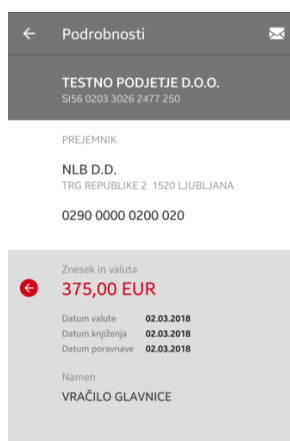 Podrobnosti
TESTNO PODJETJE D.O.O.
SI56 0203 3026 2477 250
PREJEMNIK
NLB D.D.
TRG REPUBLIKE 2 1520 LJUBLJANA
0290 0000 0200 020
Znesek in valuta
375,00 EUR
Datum valute 02.03.2018
Datum knjiženja 02.03.2018
Datum poravnave 02.03.2018
Namen
VRAČILO GLAVNICE